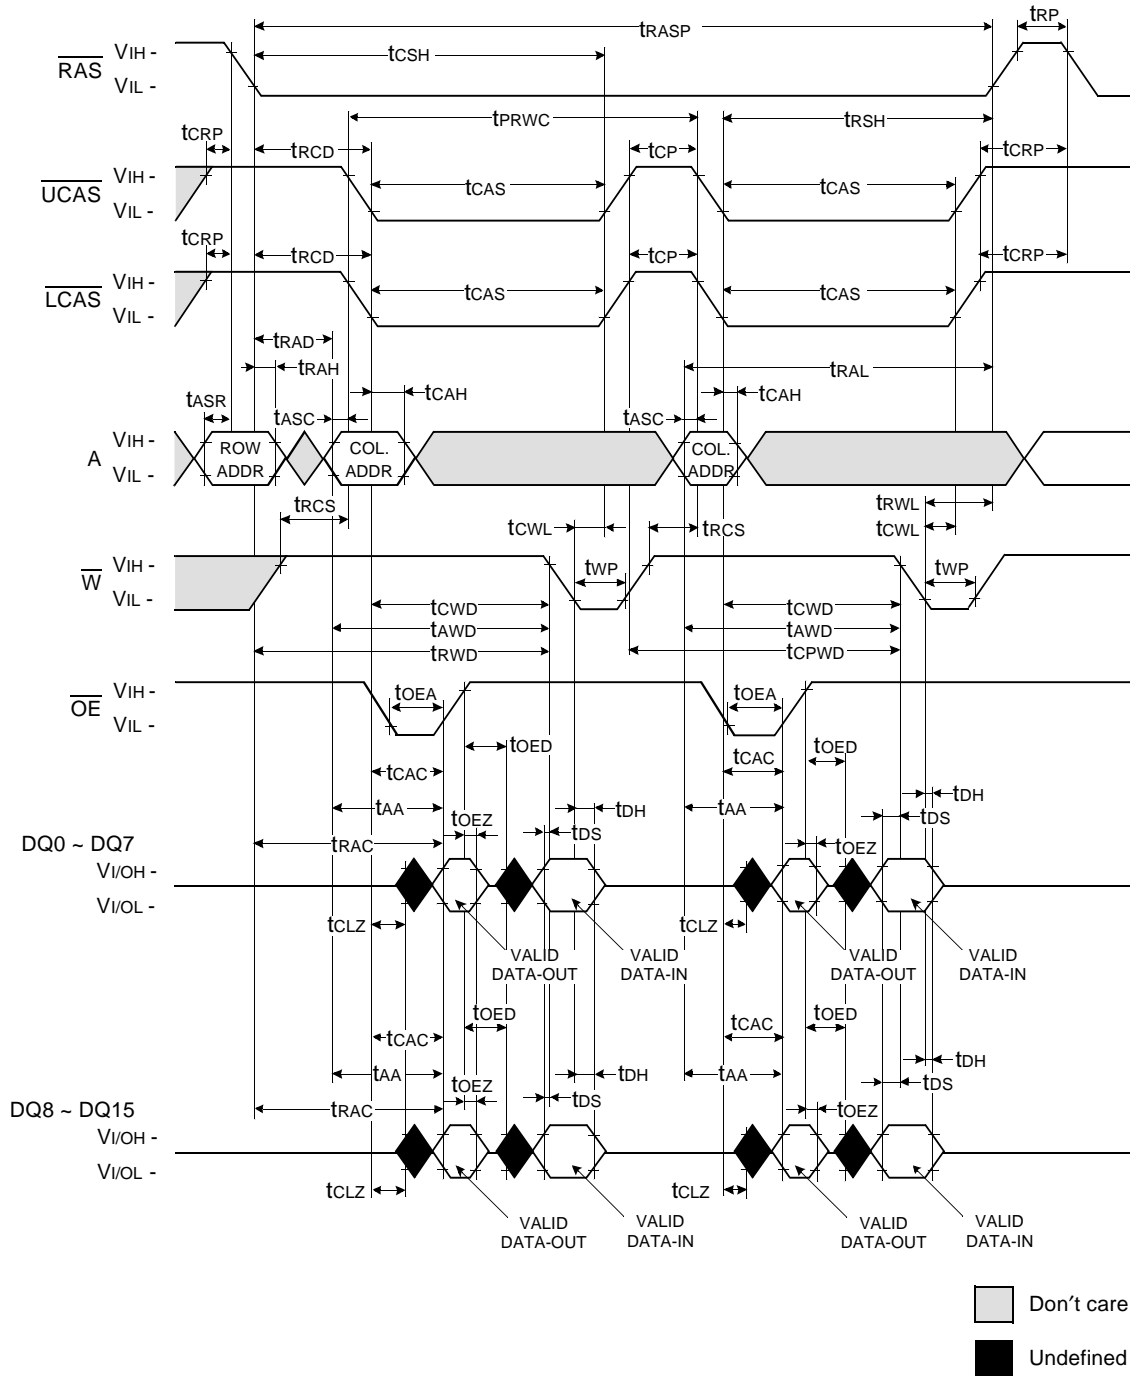 tRP
tRASP
RAS
VIH -
VIL -
tCSH
tPRWC
tRSH
tCRP
tRCD
tCP
tCRP
UCAS
VIH -
VIL -
tCAS
tCAS
tCRP
tRCD
tCP
tCRP
LCAS
VIH -
VIL -
tCAS
tCAS
tRAD
tRAH
tRAL
tASR
tASC
tCAH
tASC
tCAH
A
VIH -
VIL -
ROW
ADDR
COL.
ADDR
COL.
ADDR
tRCS
tCWL
tRCS
tRWL
tCWL
W
VIH -
VIL -
tWP
tWP
tCWD
tCWD
tAWD
tAWD
tRWD
tCPWD
OE
VIH -
VIL -
tOEA
tOEA
tOED
tOED
tCAC
tCAC
tAA
tDH
tAA
tDH
tOEZ
tDS
tDS
tRAC
tOEZ
DQ0 ~ DQ7
VI/OH -
VI/OL -
tCLZ
tCLZ
VALID
DATA-OUT
VALID
DATA-IN
VALID
DATA-OUT
VALID
DATA-IN
tOED
tOED
tCAC
tCAC
tAA
tDH
tAA
tDH
tOEZ
tDS
tDS
tRAC
tOEZ
DQ8 ~ DQ15
VI/OH -
VI/OL -
tCLZ
tCLZ
VALID
DATA-OUT
VALID
DATA-IN
VALID
DATA-OUT
VALID
DATA-IN
Don′t care
Undefined